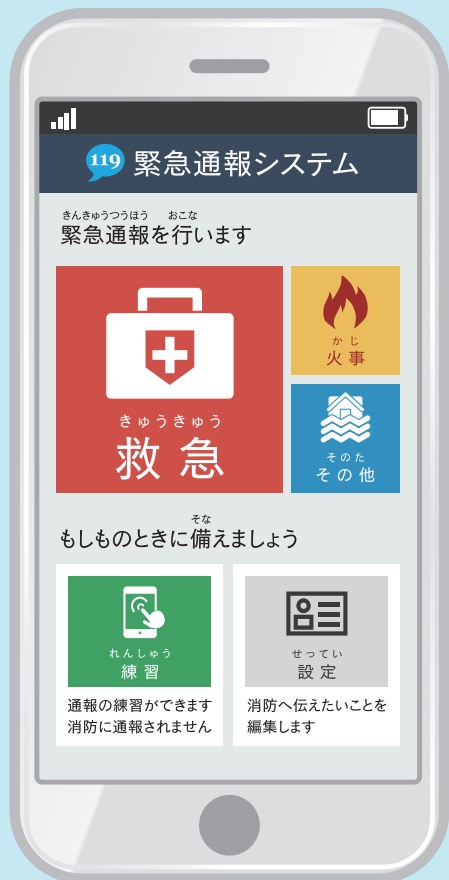 119 緊急通報システム
きんきゅうつうほう おこな
緊急通報を行います
きゅうきゅう
救急
かじ
火事
そのた
その他
そな
もしものときに備えましょう
れんしゅう
練習
通報の練習ができます
消防に通報されません
せってい
設定
消防へ伝えたいことを
編集します